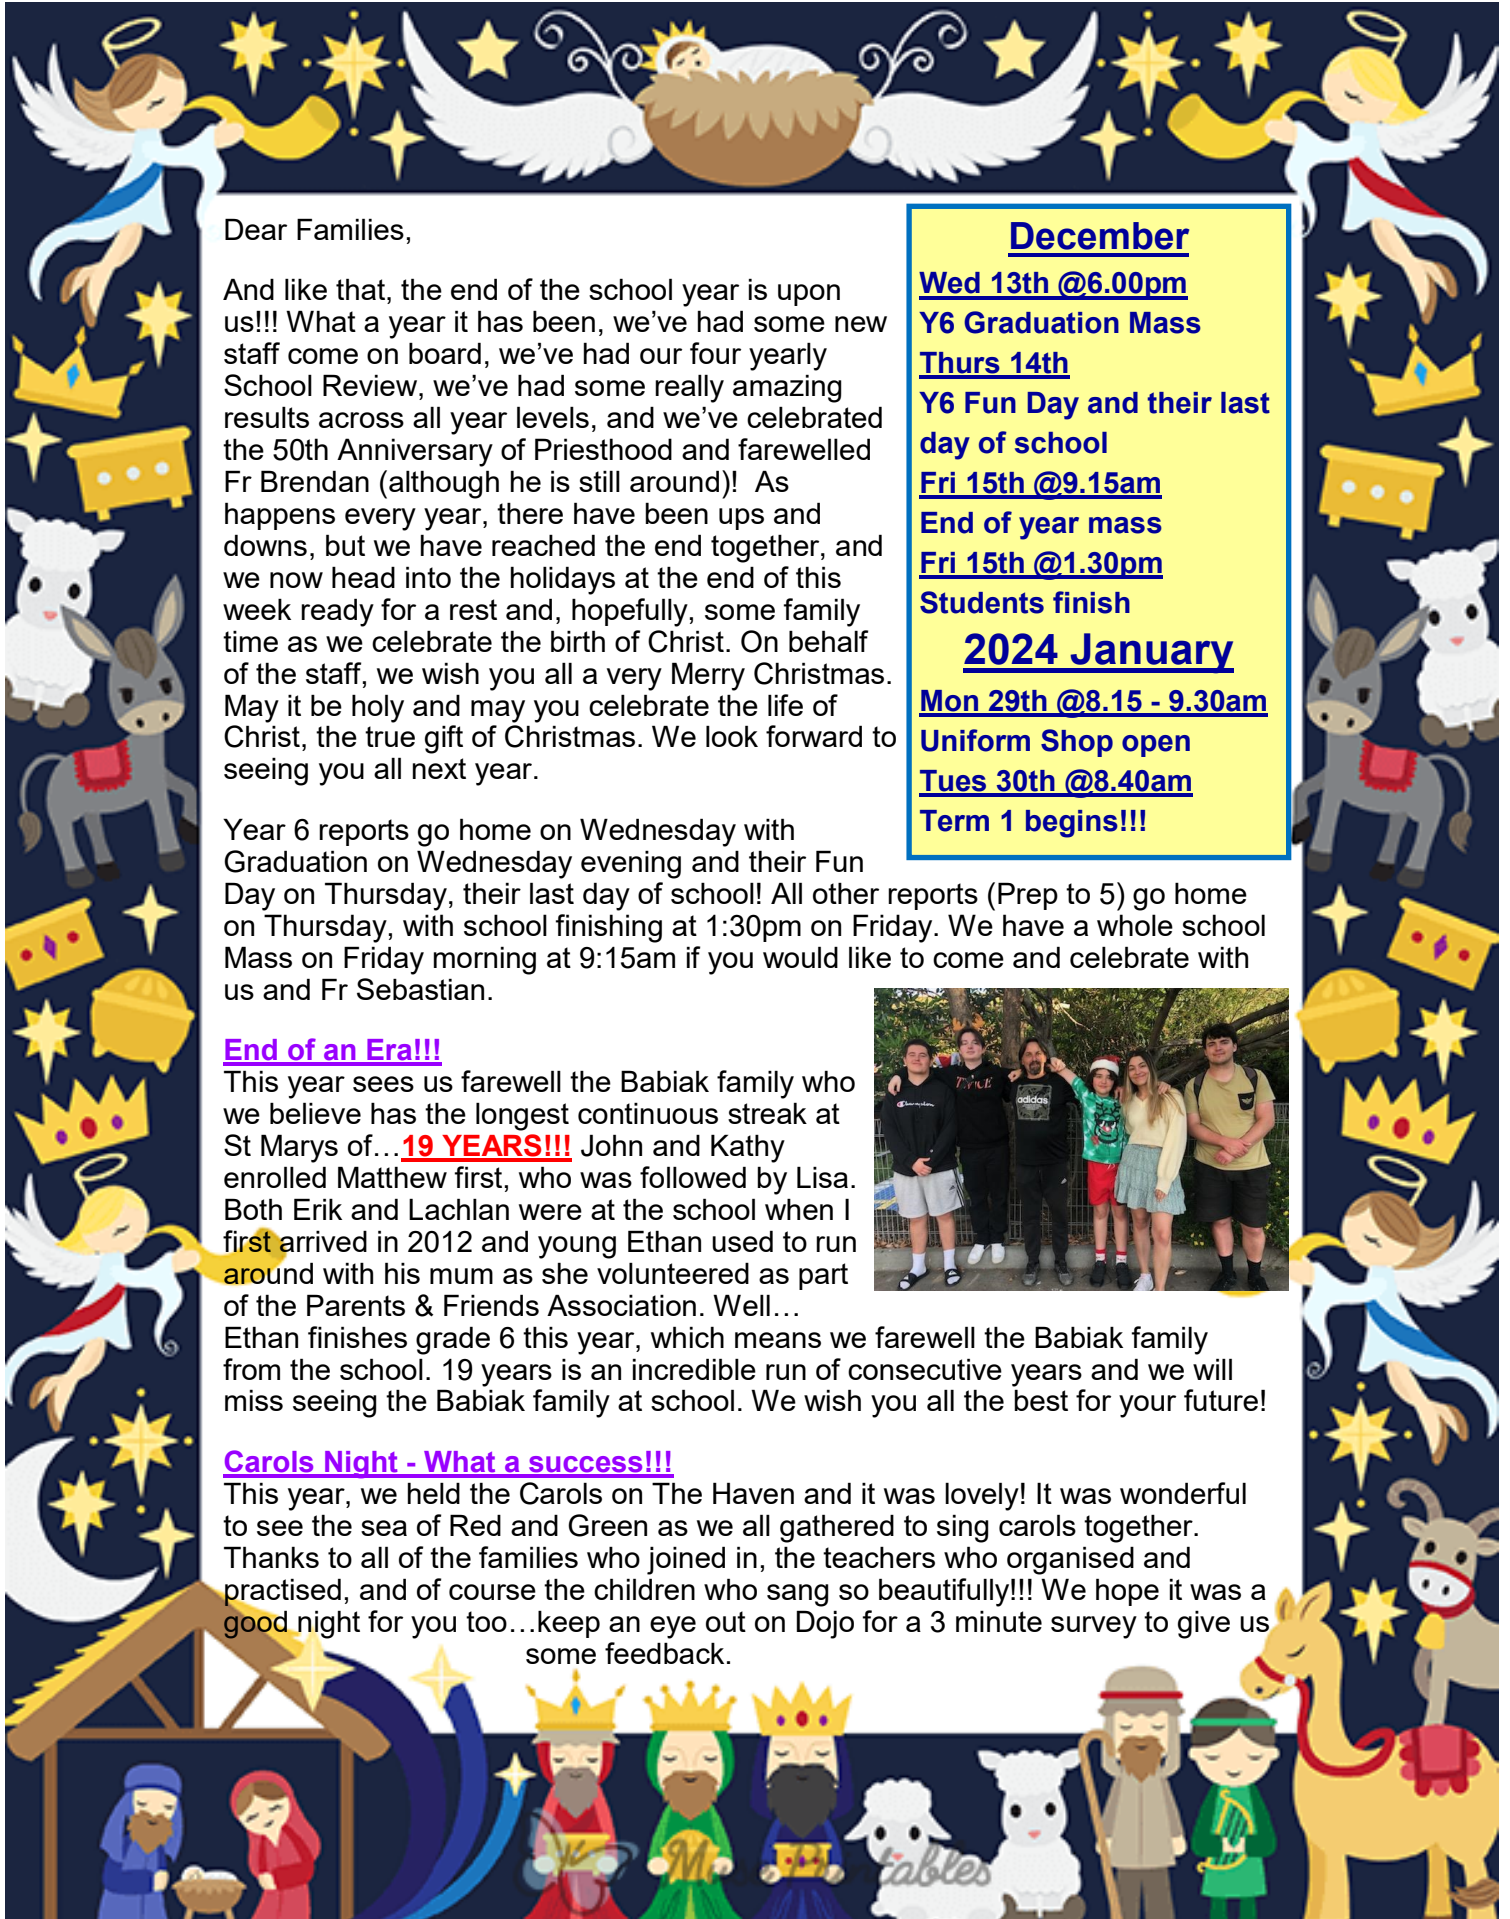 Dear Families,
And like that, the end of the school year is upon
us!!! What a year it has been, we’ve had some new
staff come on board, we’ve had our four yearly
School Review, we’ve had some really amazing
results across all year levels, and we’ve celebrated
the 50th Anniversary of Priesthood and farewelled
Fr Brendan (although he is still around)!  As
happens every year, there have been ups and
downs, but we have reached the end together, and
we now head into the holidays at the end of this
week ready for a rest and, hopefully, some family
time as we celebrate the birth of Christ. On behalf
of the staff, we wish you all a very Merry Christmas.
May it be holy and may you celebrate the life of
Christ, the true gift of Christmas. We look forward to
seeing you all next year.
December
Wed 13th @6.00pm
Y6 Graduation Mass
Thurs 14th
Y6 Fun Day and their last
day of school
Fri 15th @9.15am
End of year mass
Fri 15th @1.30pm
Students finish
2024 January
Mon 29th @8.15 - 9.30am
Uniform Shop open
Tues 30th @8.40am
Term 1 begins!!!
Year 6 reports go home on Wednesday with
Graduation on Wednesday evening and their Fun
Day on Thursday, their last day of school! All other reports (Prep to 5) go home
on Thursday, with school finishing at 1:30pm on Friday. We have a whole school
Mass on Friday morning at 9:15am if you would like to come and celebrate with
us and Fr Sebastian.
End of an Era!!!
This year sees us farewell the Babiak family who
we believe has the longest continuous streak at
St Marys of…19 YEARS!!! John and Kathy
enrolled Matthew first, who was followed by Lisa.
Both Erik and Lachlan were at the school when I
first arrived in 2012 and young Ethan used to run
around with his mum as she volunteered as part
of the Parents & Friends Association. Well…
Ethan finishes grade 6 this year, which means we farewell the Babiak family
from the school. 19 years is an incredible run of consecutive years and we will
miss seeing the Babiak family at school. We wish you all the best for your future!
Champion
adidas
Carols Night - What a success!!!
This year, we held the Carols on The Haven and it was lovely! It was wonderful
to see the sea of Red and Green as we all gathered to sing carols together.
Thanks to all of the families who joined in, the teachers who organised and
practised, and of course the children who sang so beautifully!!! We hope it was a
good night for you too…keep an eye out on Dojo for a 3 minute survey to give us
some feedback.
Muse Printables